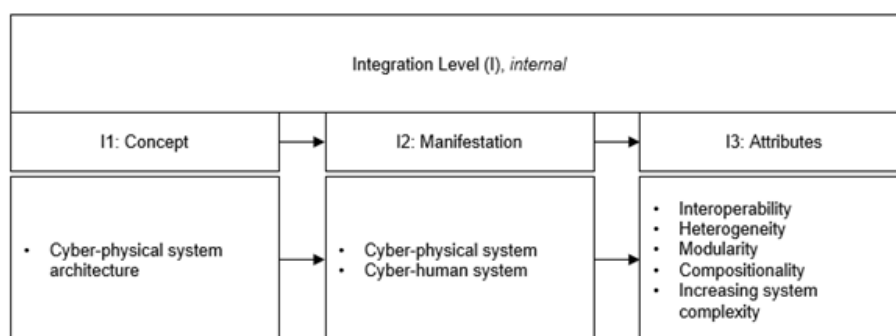 Integration Level (I), internal
I1: Concept
I2: Manifestation
I3: Attributes
• Cyber-physical system
architecture
• Cyber-physical system
• Cyber-human system
• Interoperability
• Heterogeneity
• Modularity
• Compositionality
• Increasing system
complexity